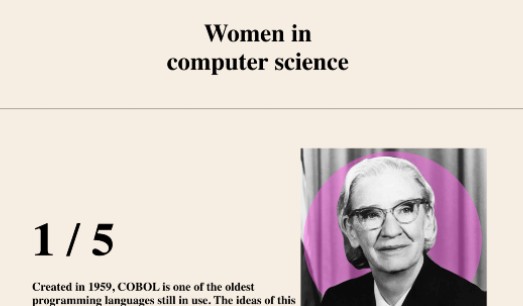 Women in
computer science
1 / 5
Created in 1959, COBOL is one of the oldest
programming languages still in use. The ideas of this